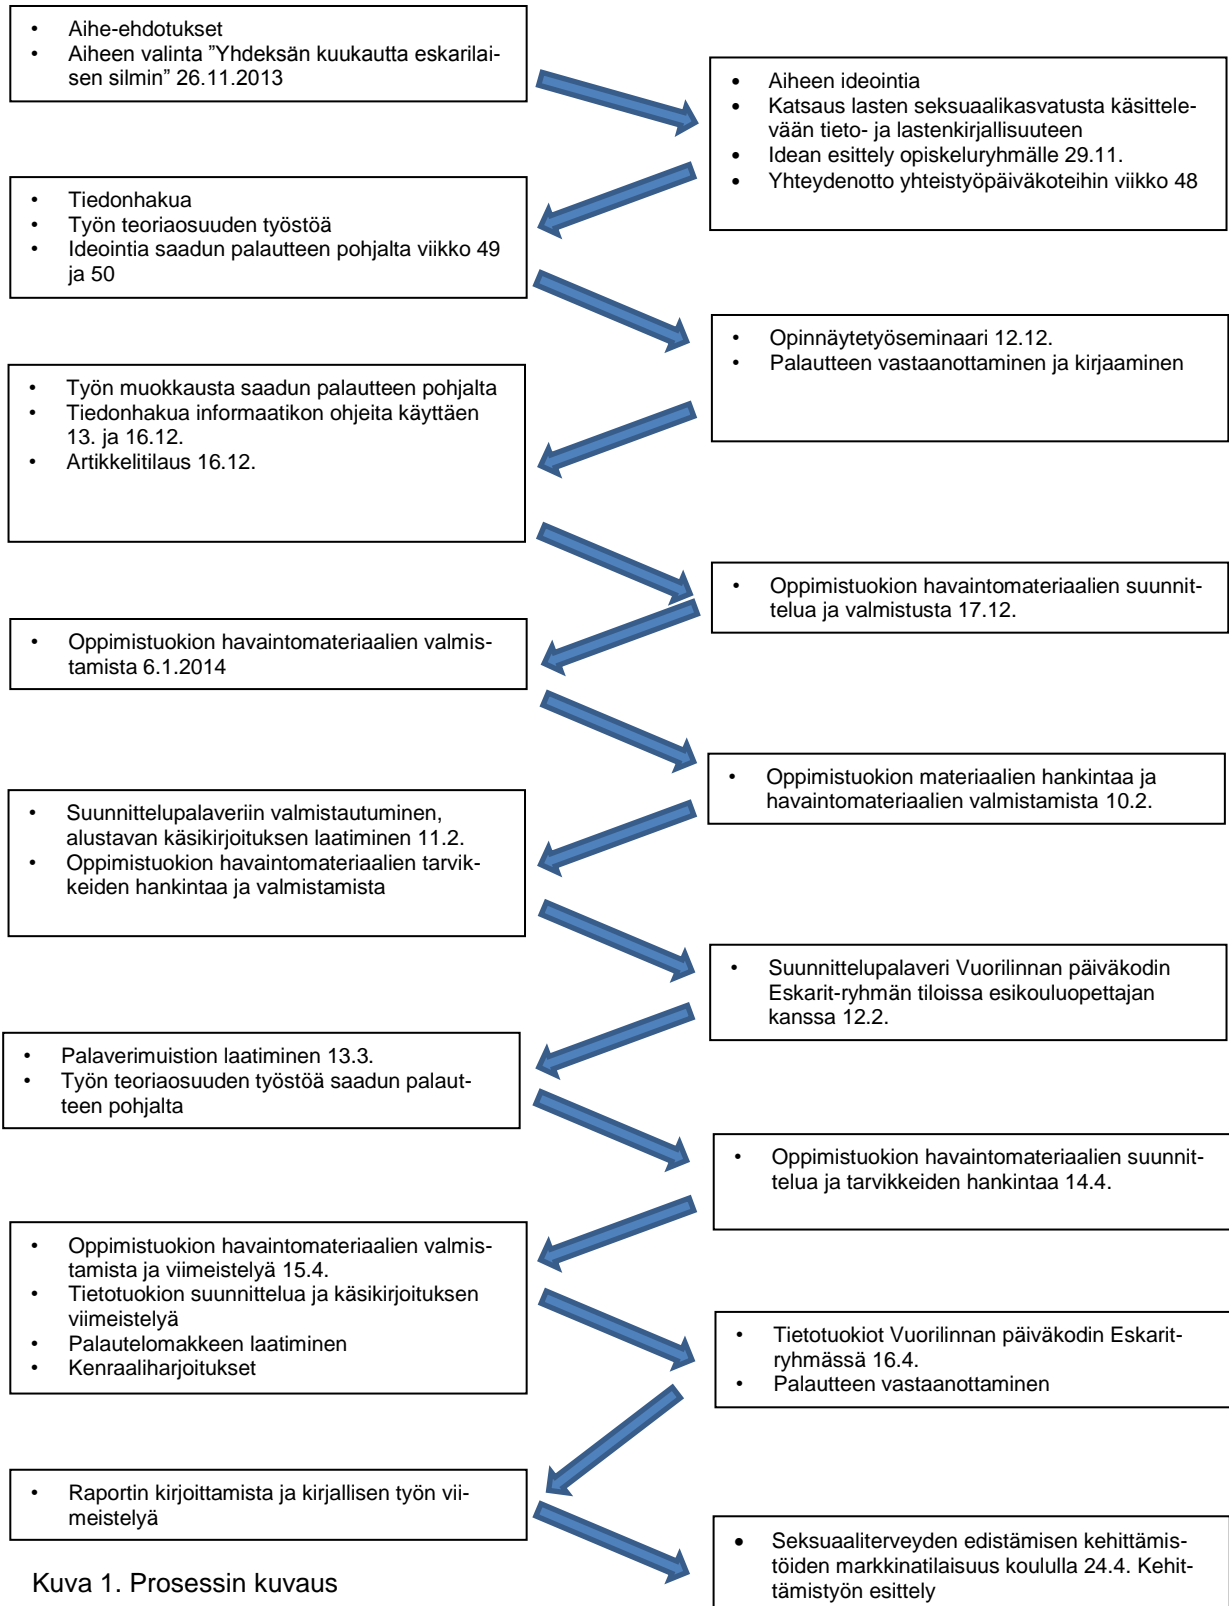 • Aihe-ehdotukset
• Aiheen valinta ”Yhdeksän kuukautta eskarilai-
sen silmin” 26.11.2013
• Aiheen ideointia
• Katsaus lasten seksuaalikasvatusta käsittele-
vään tieto- ja lastenkirjallisuuteen
• Idean esittely opiskeluryhmälle 29.11.
• Yhteydenotto yhteistyöpäiväkoteihin viikko 48
• Tiedonhakua
• Työn teoriaosuuden työstöä
• Ideointia saadun palautteen pohjalta viikko 49
ja 50
• Opinnäytetyöseminaari 12.12.
• Palautteen vastaanottaminen ja kirjaaminen
• Työn muokkausta saadun palautteen pohjalta
• Tiedonhakua informaatikon ohjeita käyttäen
13. ja 16.12.
• Artikkelitilaus 16.12.
• Oppimistuokion havaintomateriaalien suunnit-
telua ja valmistusta 17.12.
• Oppimistuokion havaintomateriaalien valmis-
tamista 6.1.2014
• Oppimistuokion materiaalien hankintaa ja
havaintomateriaalien valmistamista 10.2.
• Suunnittelupalaveriin valmistautuminen,
alustavan käsikirjoituksen laatiminen 11.2.
• Oppimistuokion havaintomateriaalien tarvik-
keiden hankintaa ja valmistamista
• Suunnittelupalaveri Vuorilinnan päiväkodin
Eskarit-ryhmän tiloissa esikouluopettajan
kanssa 12.2.
• Palaverimuistion laatiminen 13.3.
• Työn teoriaosuuden työstöä saadun palaut-
teen pohjalta
• Oppimistuokion havaintomateriaalien suunnit-
telua ja tarvikkeiden hankintaa 14.4.
• Oppimistuokion havaintomateriaalien valmis-
tamista ja viimeistelyä 15.4.
• Tietotuokion suunnittelua ja käsikirjoituksen
viimeistelyä
• Palautelomakkeen laatiminen
• Kenraaliharjoitukset
• Tietotuokiot Vuorilinnan päiväkodin Eskarit-
ryhmässä 16.4.
• Palautteen vastaanottaminen
• Raportin kirjoittamista ja kirjallisen työn vii-
meistelyä
• Seksuaaliterveyden edistämisen kehittämis-
töiden markkinatilaisuus koululla 24.4. Kehit-
tämistyön esittely
Kuva 1. Prosessin kuvaus